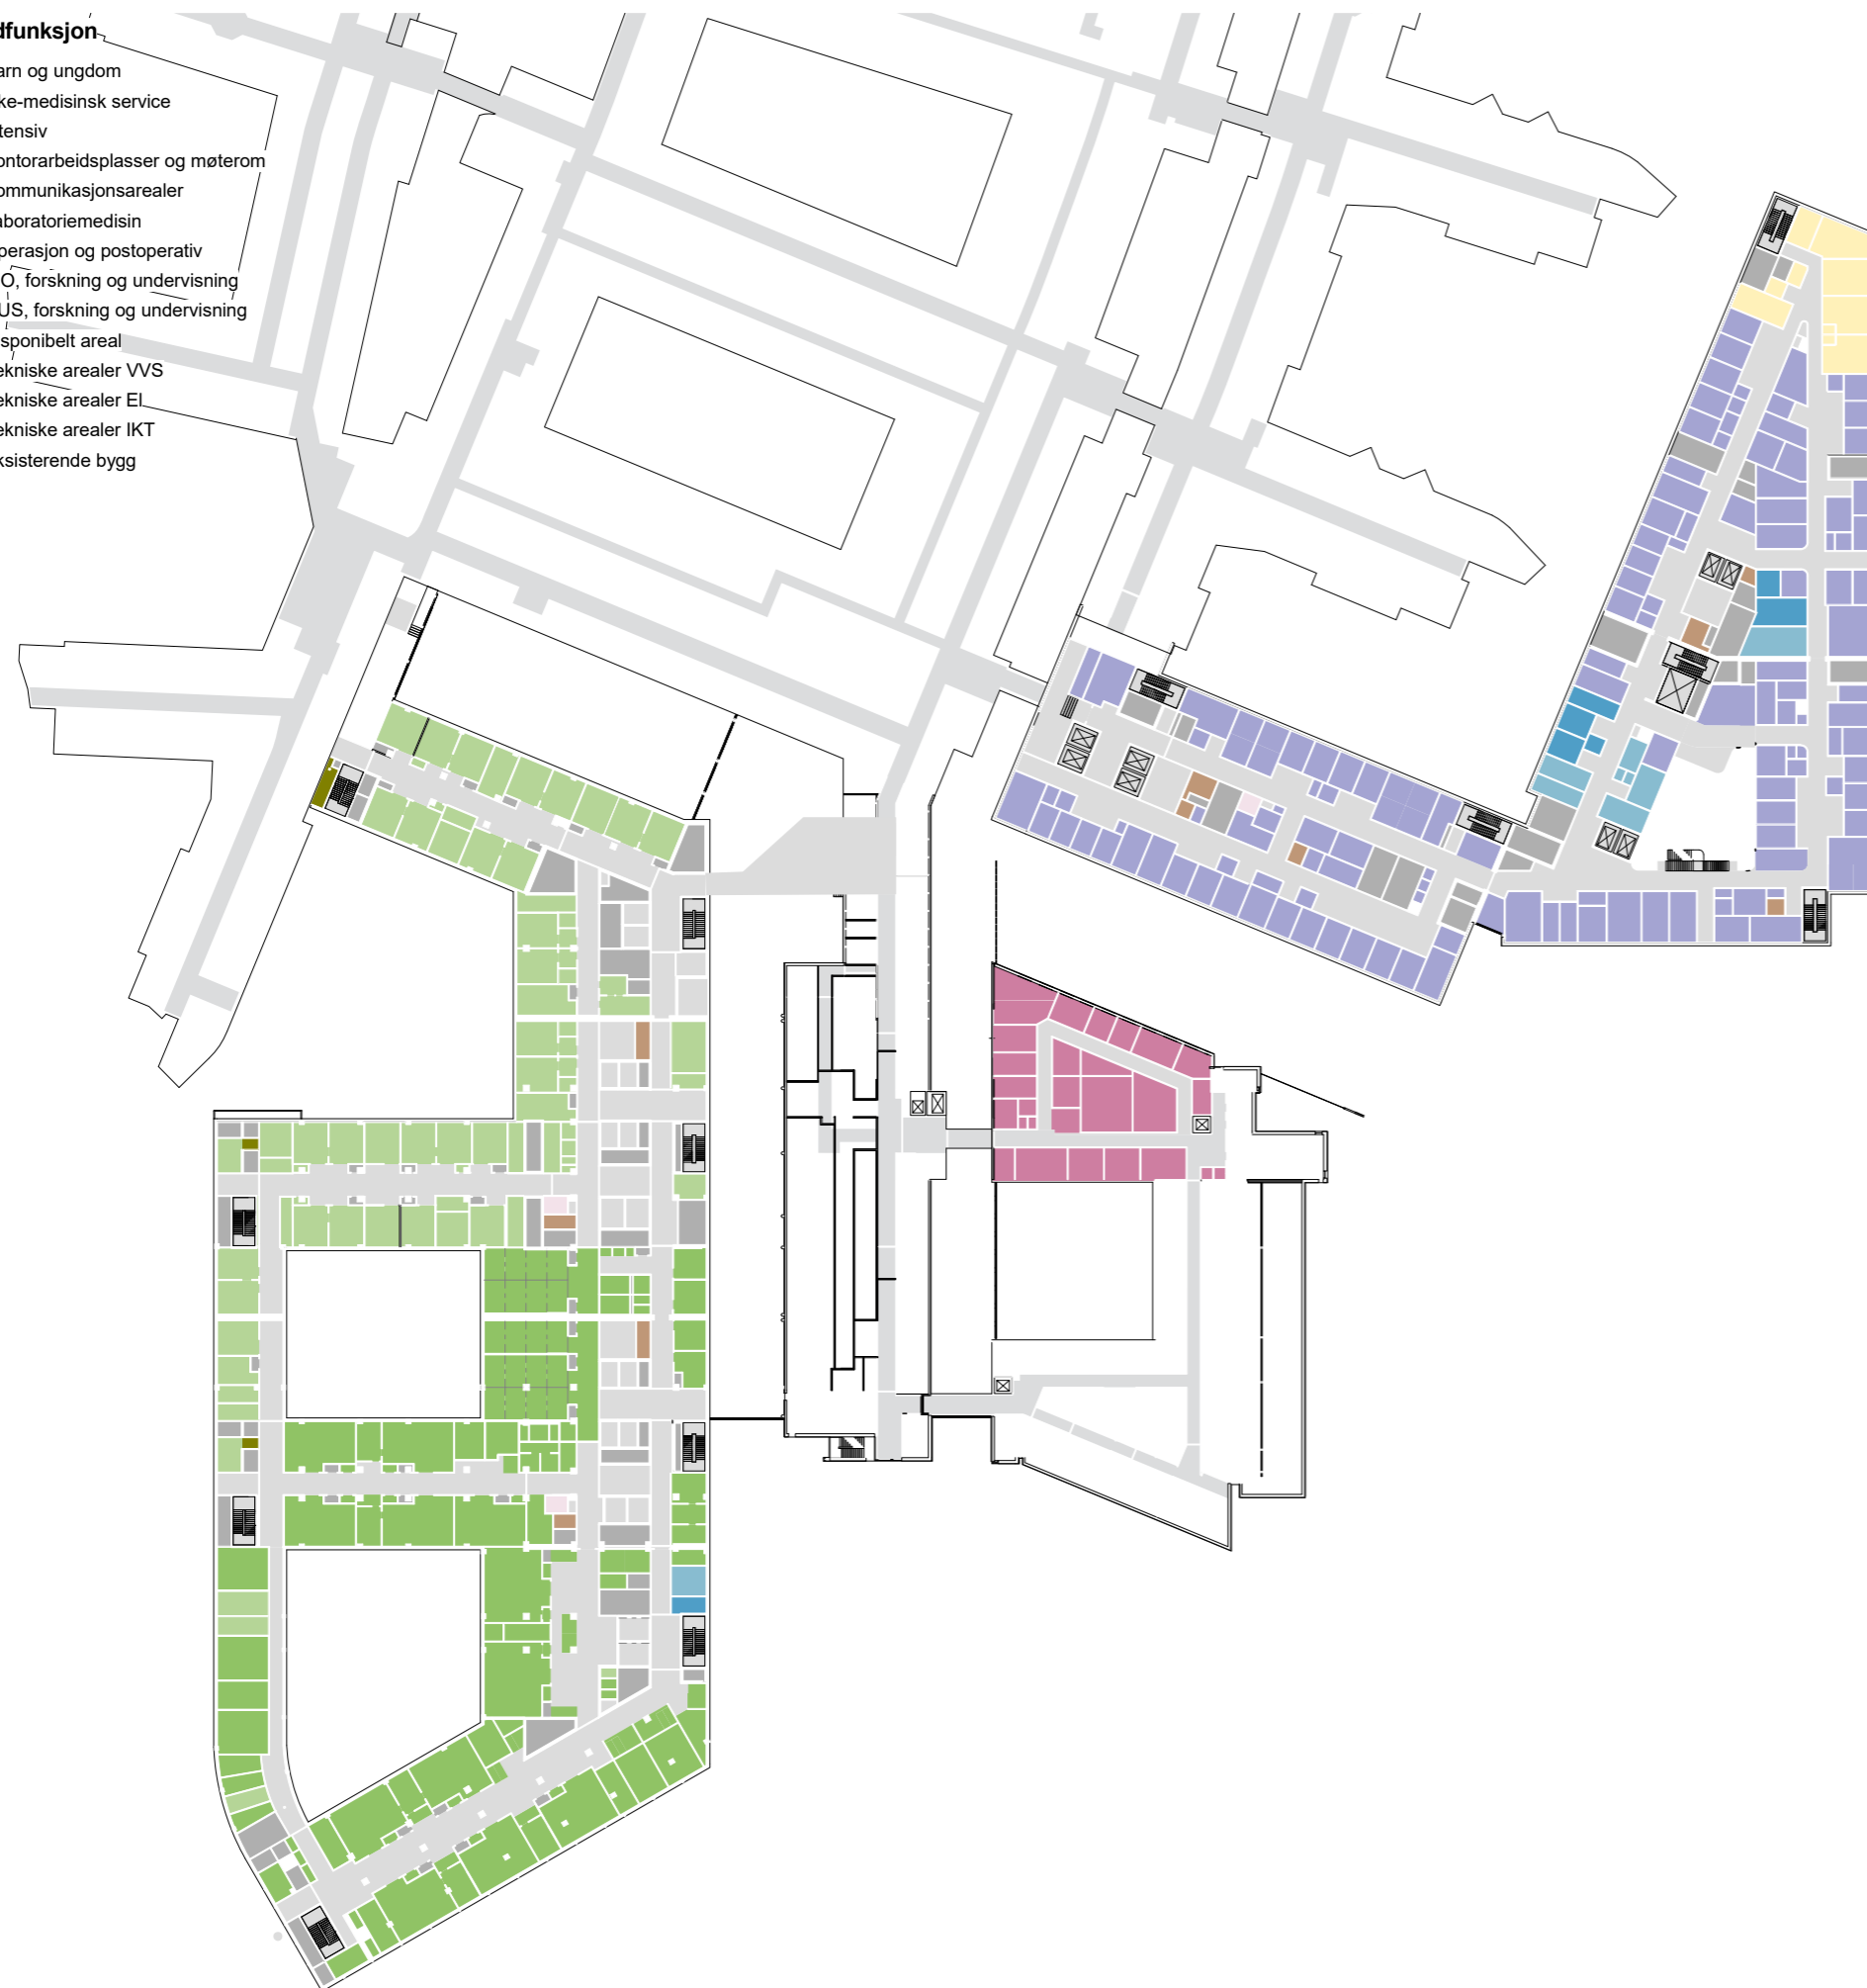 dfunksjon
arn og ungdom
ke-medisinsk service
tensiv
ontorarbeidsplasser og møterom
ommunikasjonsarealer
aboratoriemedisin
perasjon og postoperativ
O, forskning og undervisning
US, forskning og undervisning
sponibelt areal
ekniske arealer VVS
ekniske arealer El
ekniske arealer IKT
ksisterende bygg